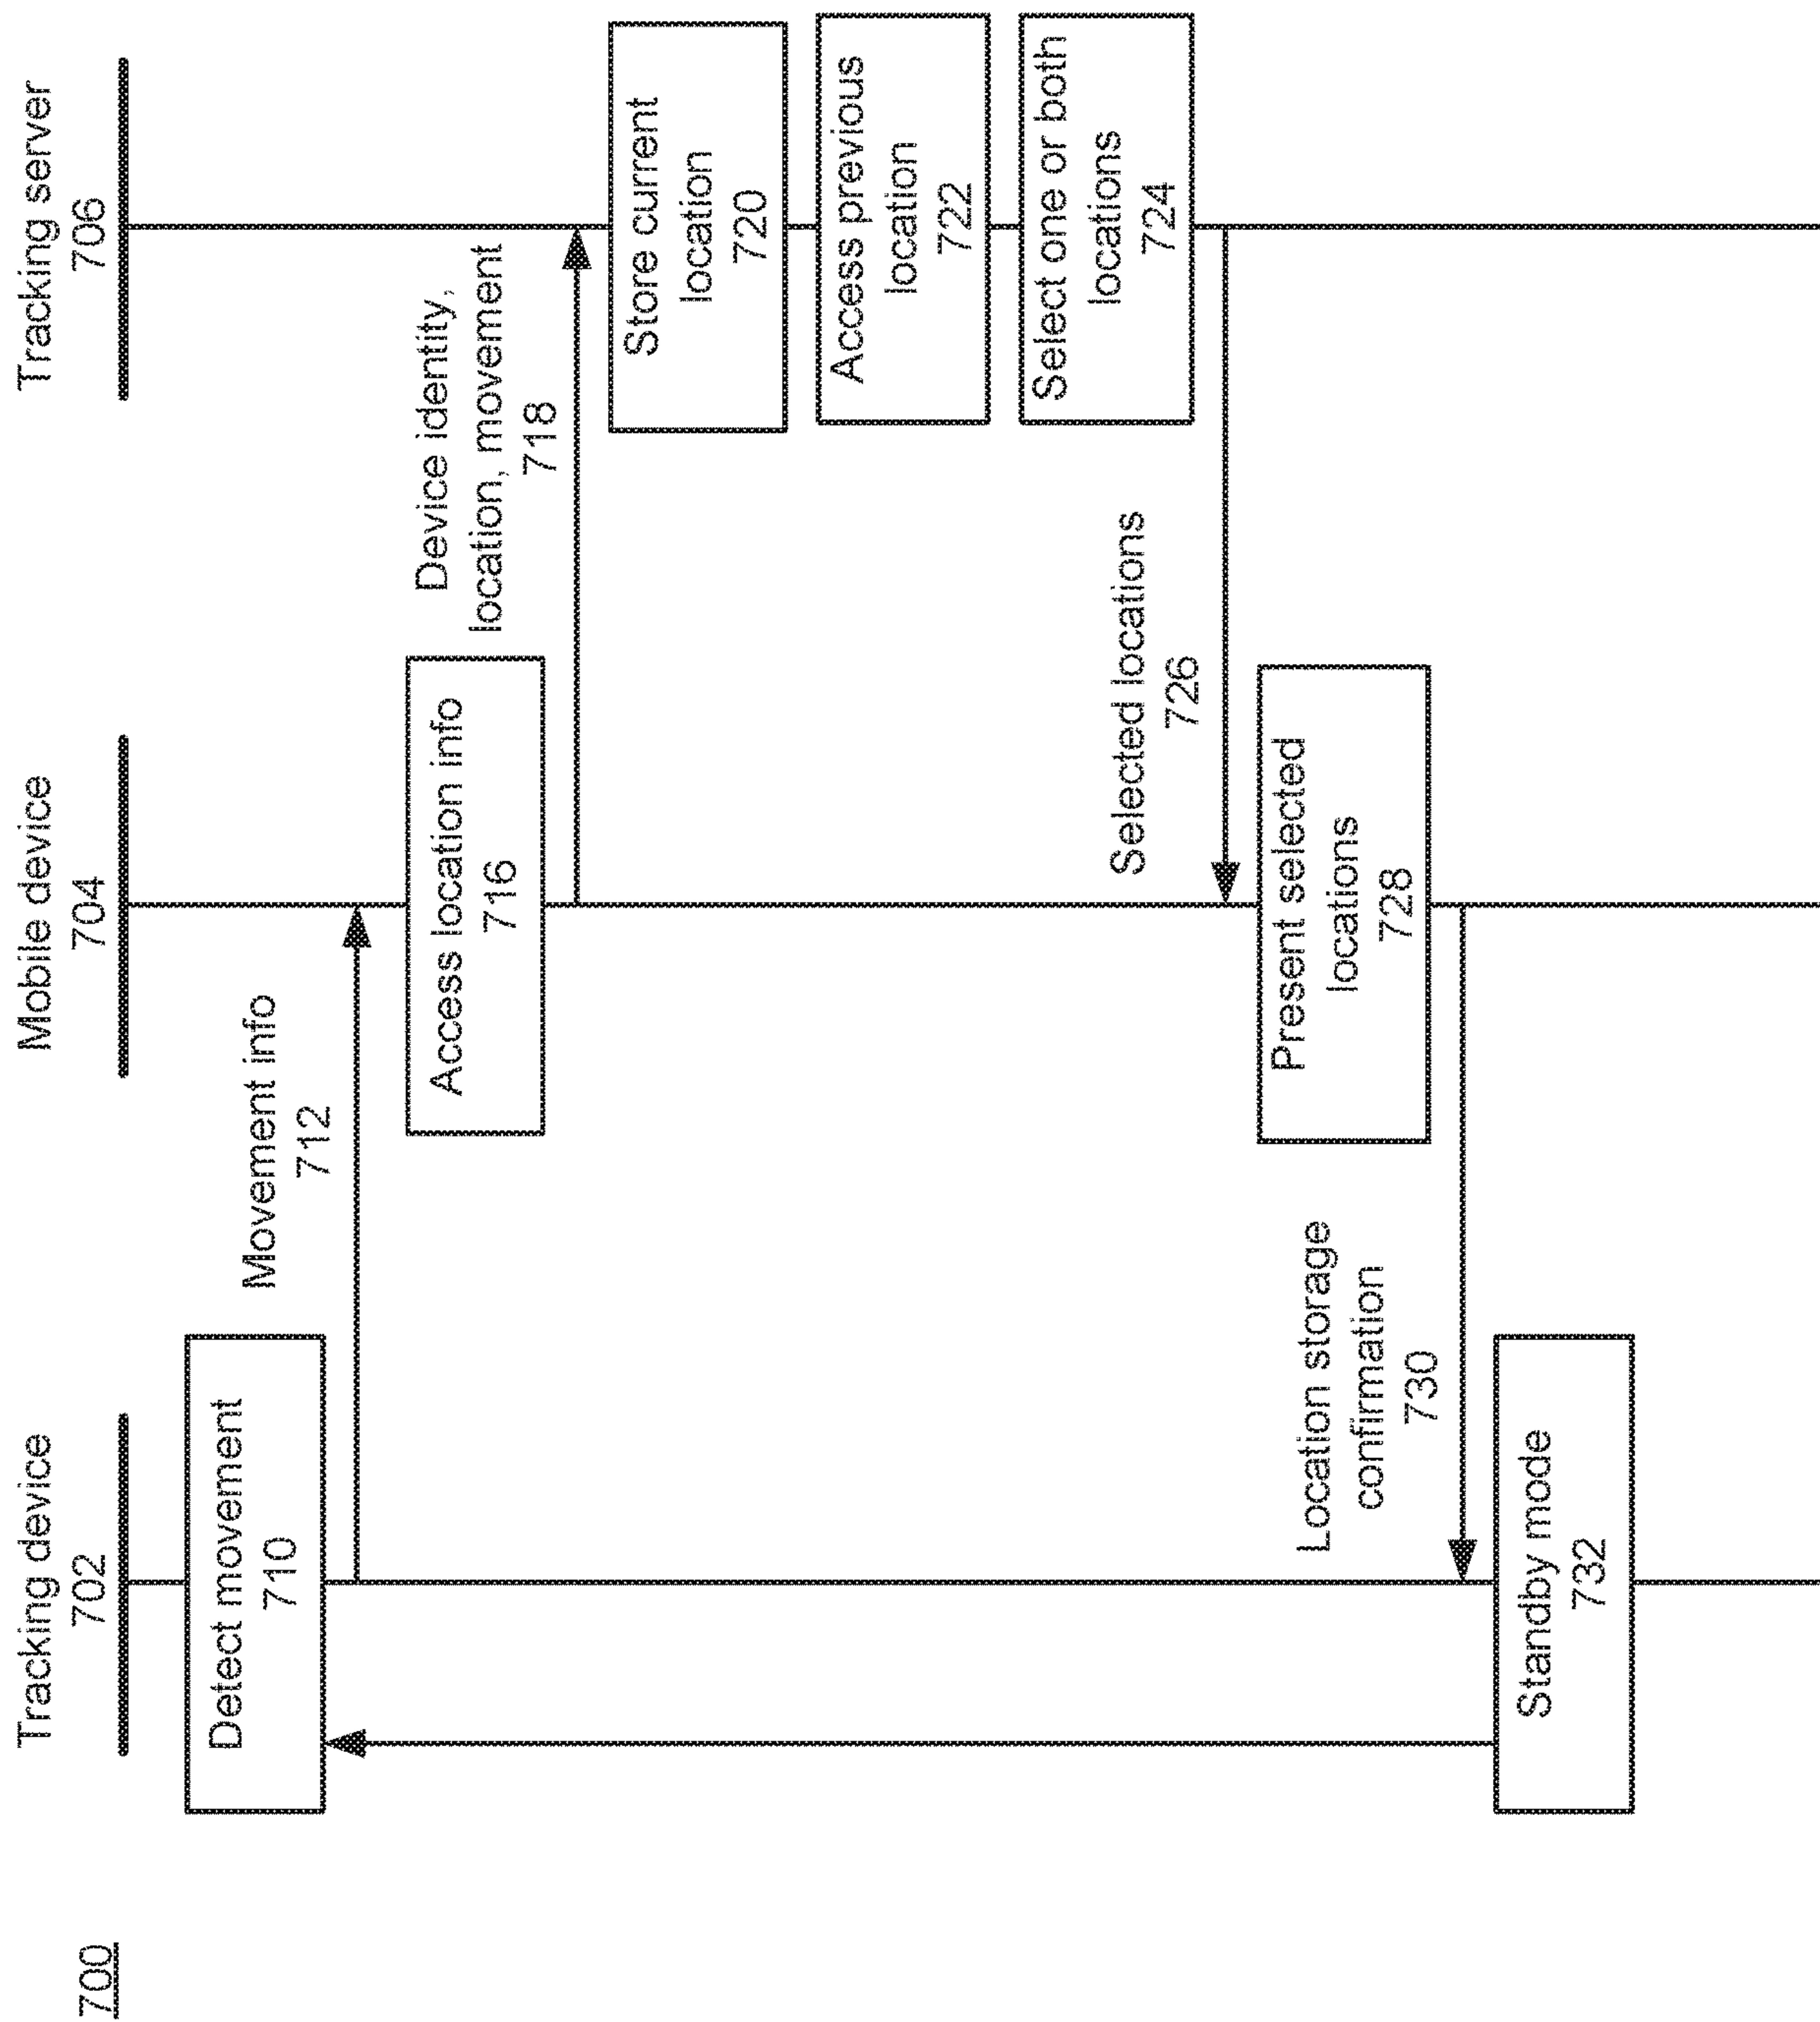 700
Tracking device
702
Mobile device
704
Tracking server
706
Detect movement
710
Movement info
712
Access location info
716
Device identity,
location, movement
718
Store current
location
720
Access previous
location
722
Select one or both
locations
724
Selected locations
726
Present selected
locations
728
Location storage
confirmation
730
Standby mode
732